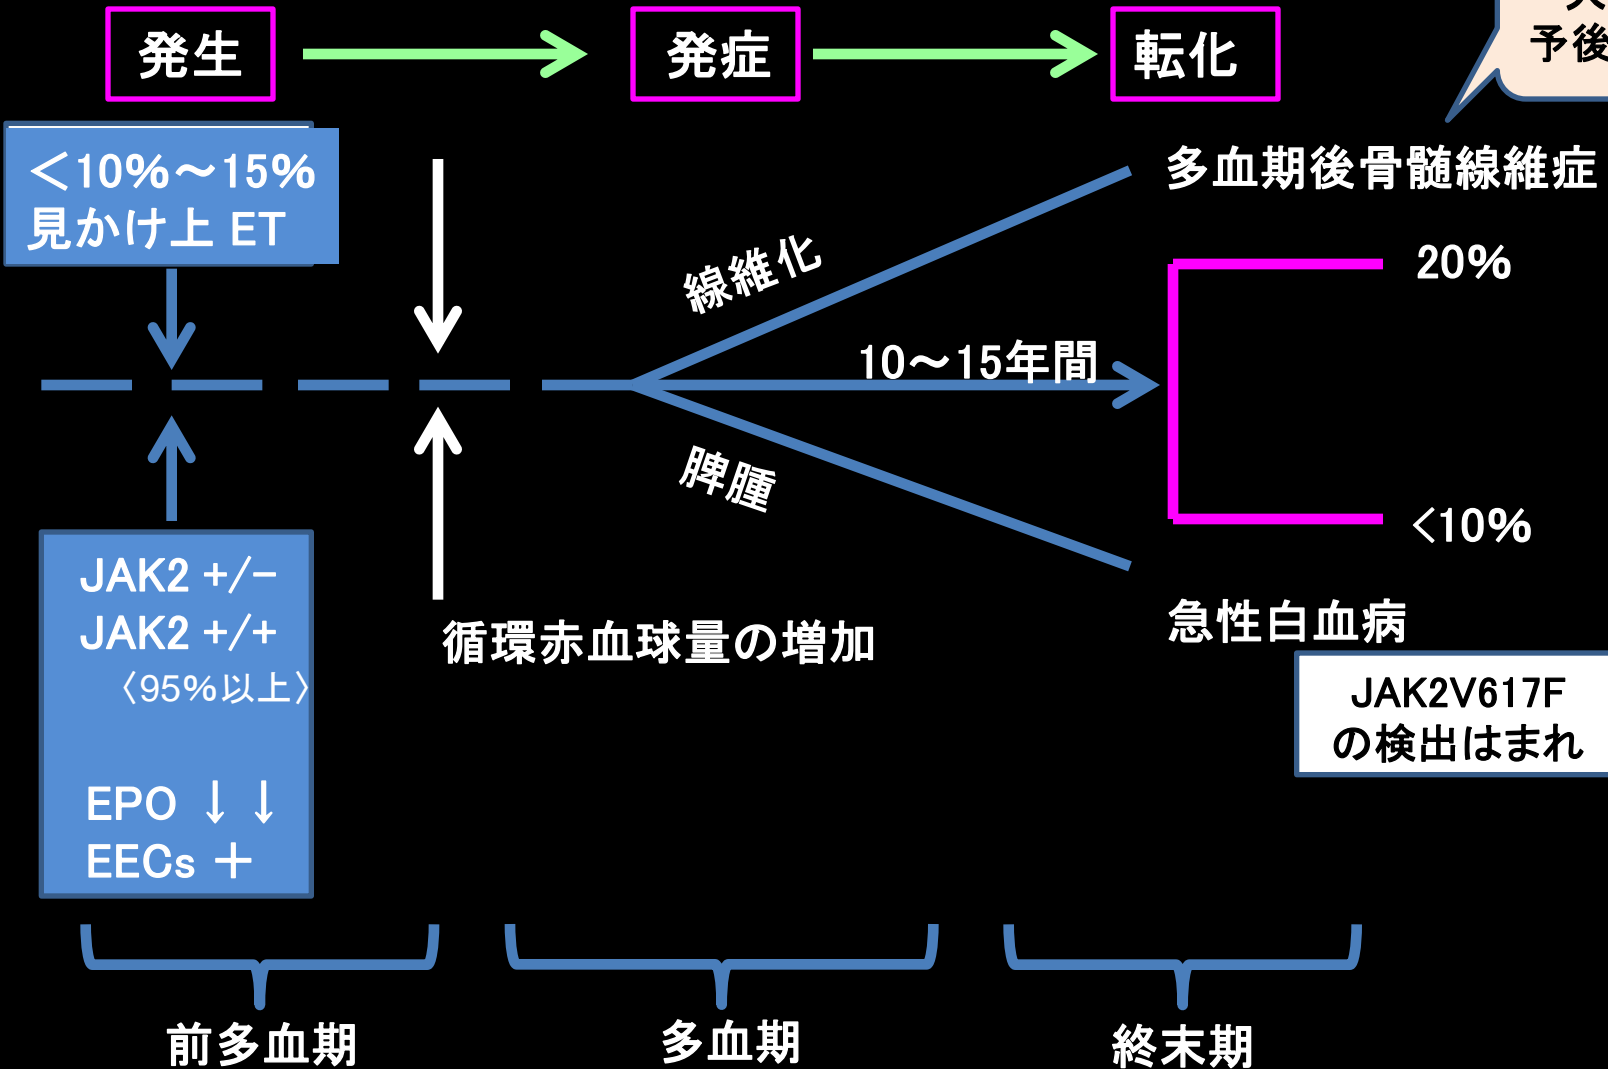 発生
発症
転化
予後
＜10%～15%
見かけ上 ET
多血期後骨髄線維症
線維化
20%
10～15年間
脾腫
<10%
JAK2 +/−
JAK2 +/+
〈95%以上〉
EPO ↓ ↓
EECs ＋
循環赤血球量の増加
急性白血病
JAK2V617F
の検出はまれ
前多血期
多血期
終末期